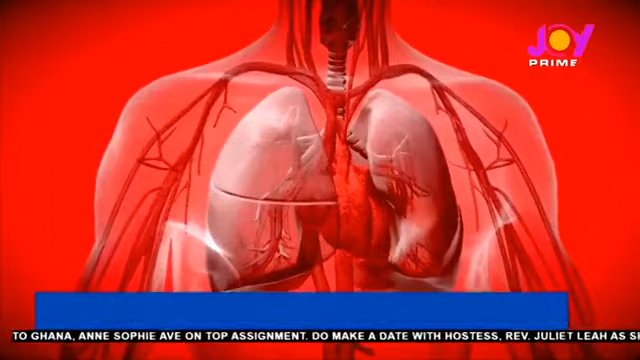 JOY
PRIME
TO GHANA, ANNE SOPHIE AVE ON TOP ASSIGNMENT. DO MAKE A DATE WITH HOSTESS, REV. JULIET LEAH AS S